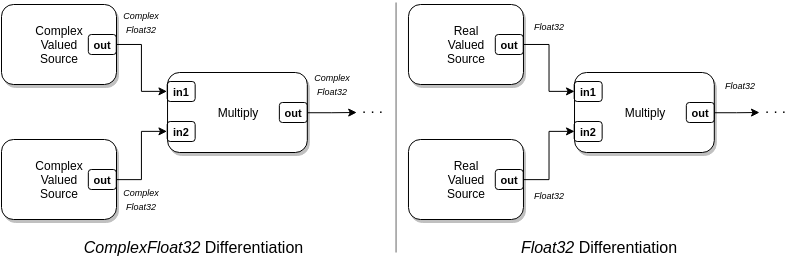 Complex
Float32
Complex
Valued
Source
out
in1
Multiply
out
in2
Complex
Float32
. . .
Complex
Valued
Source
out
Complex
Float32
ComplexFloat32 Differentiation
Real
Valued
Source
out
Float32
in1
Multiply
out
in2
Float32
. . .
Real
Valued
Source
out
Float32
Float32 Differentiation